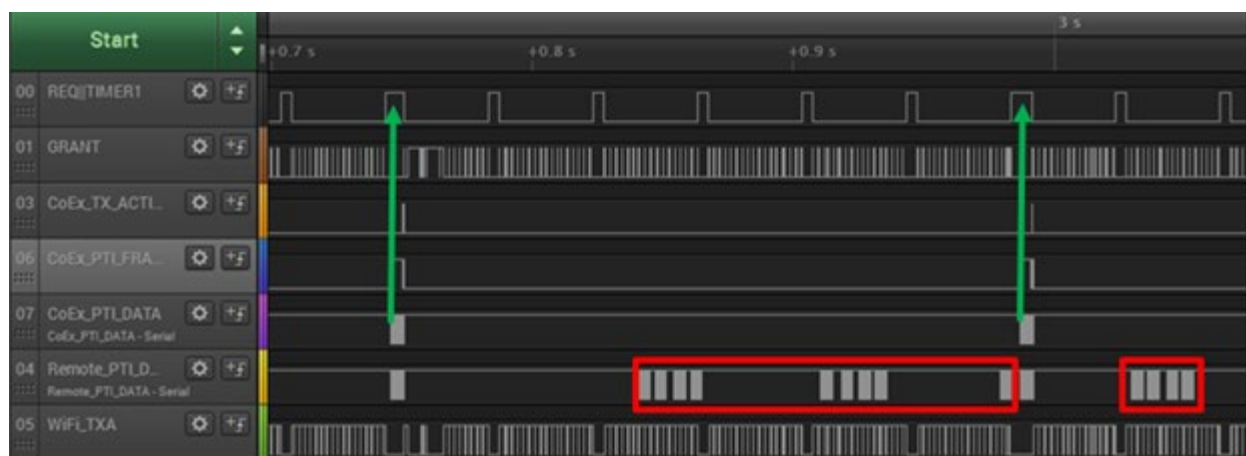 Start
+0.7 s
+0.8 s
+0.9 s
3 s
00 REQ||TIMER1
01 GRANT
03 CoEx_TX_ACTI...
06 CoEx_PTI_FRA...
07 CoEx_PTI_DATA
CoEx_PTI_DATA - Serial
04 Remote_PTI_D...
Remote_PTI_DATA - Serial
05 WiFi_TXA